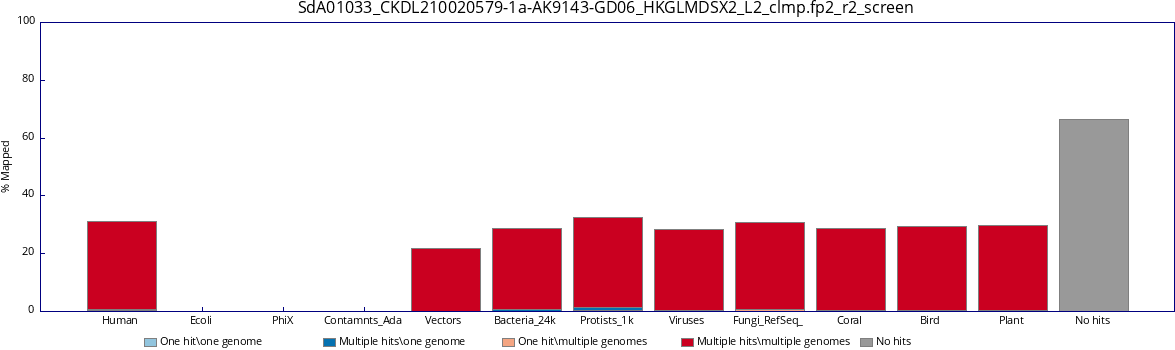 SdA01033_CKDL210020579-1a-AK9143-GD06_HKGLMDSX2_L2_clmp.fp2_r2_screen
100
80
60
40
20
0
% Mapped
Human Ecoli PhiX Contamnts_Ada Vectors Bacteria_24k Protists_1k Viruses Fungi_RefSeq_ Coral Bird Plant No hits
One hit\one genome Multiple hits\one genome One hit\multiple genomes Multiple hits\multiple genomes No hits